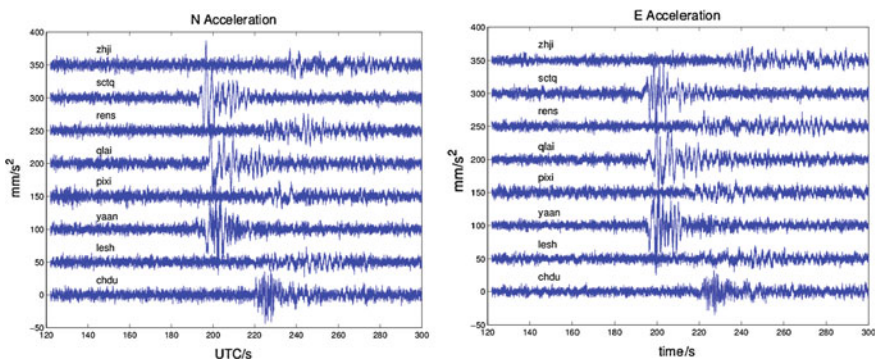 N Acceleration
400
350
300
250
200
150
100
50
0
−50
zhji
sctq
rens
qlai
pixi
yaan
lesh
chdu
mm/s²
120 140 160 180 200 220 240 260 280 300
UTC/s
E Acceleration
400
350
300
250
200
150
100
50
0
−50
zhji
sctq
rens
qlai
pixi
yaan
lesh
chdu
mm/s²
120 140 160 180 200 220 240 260 280 300
time/s